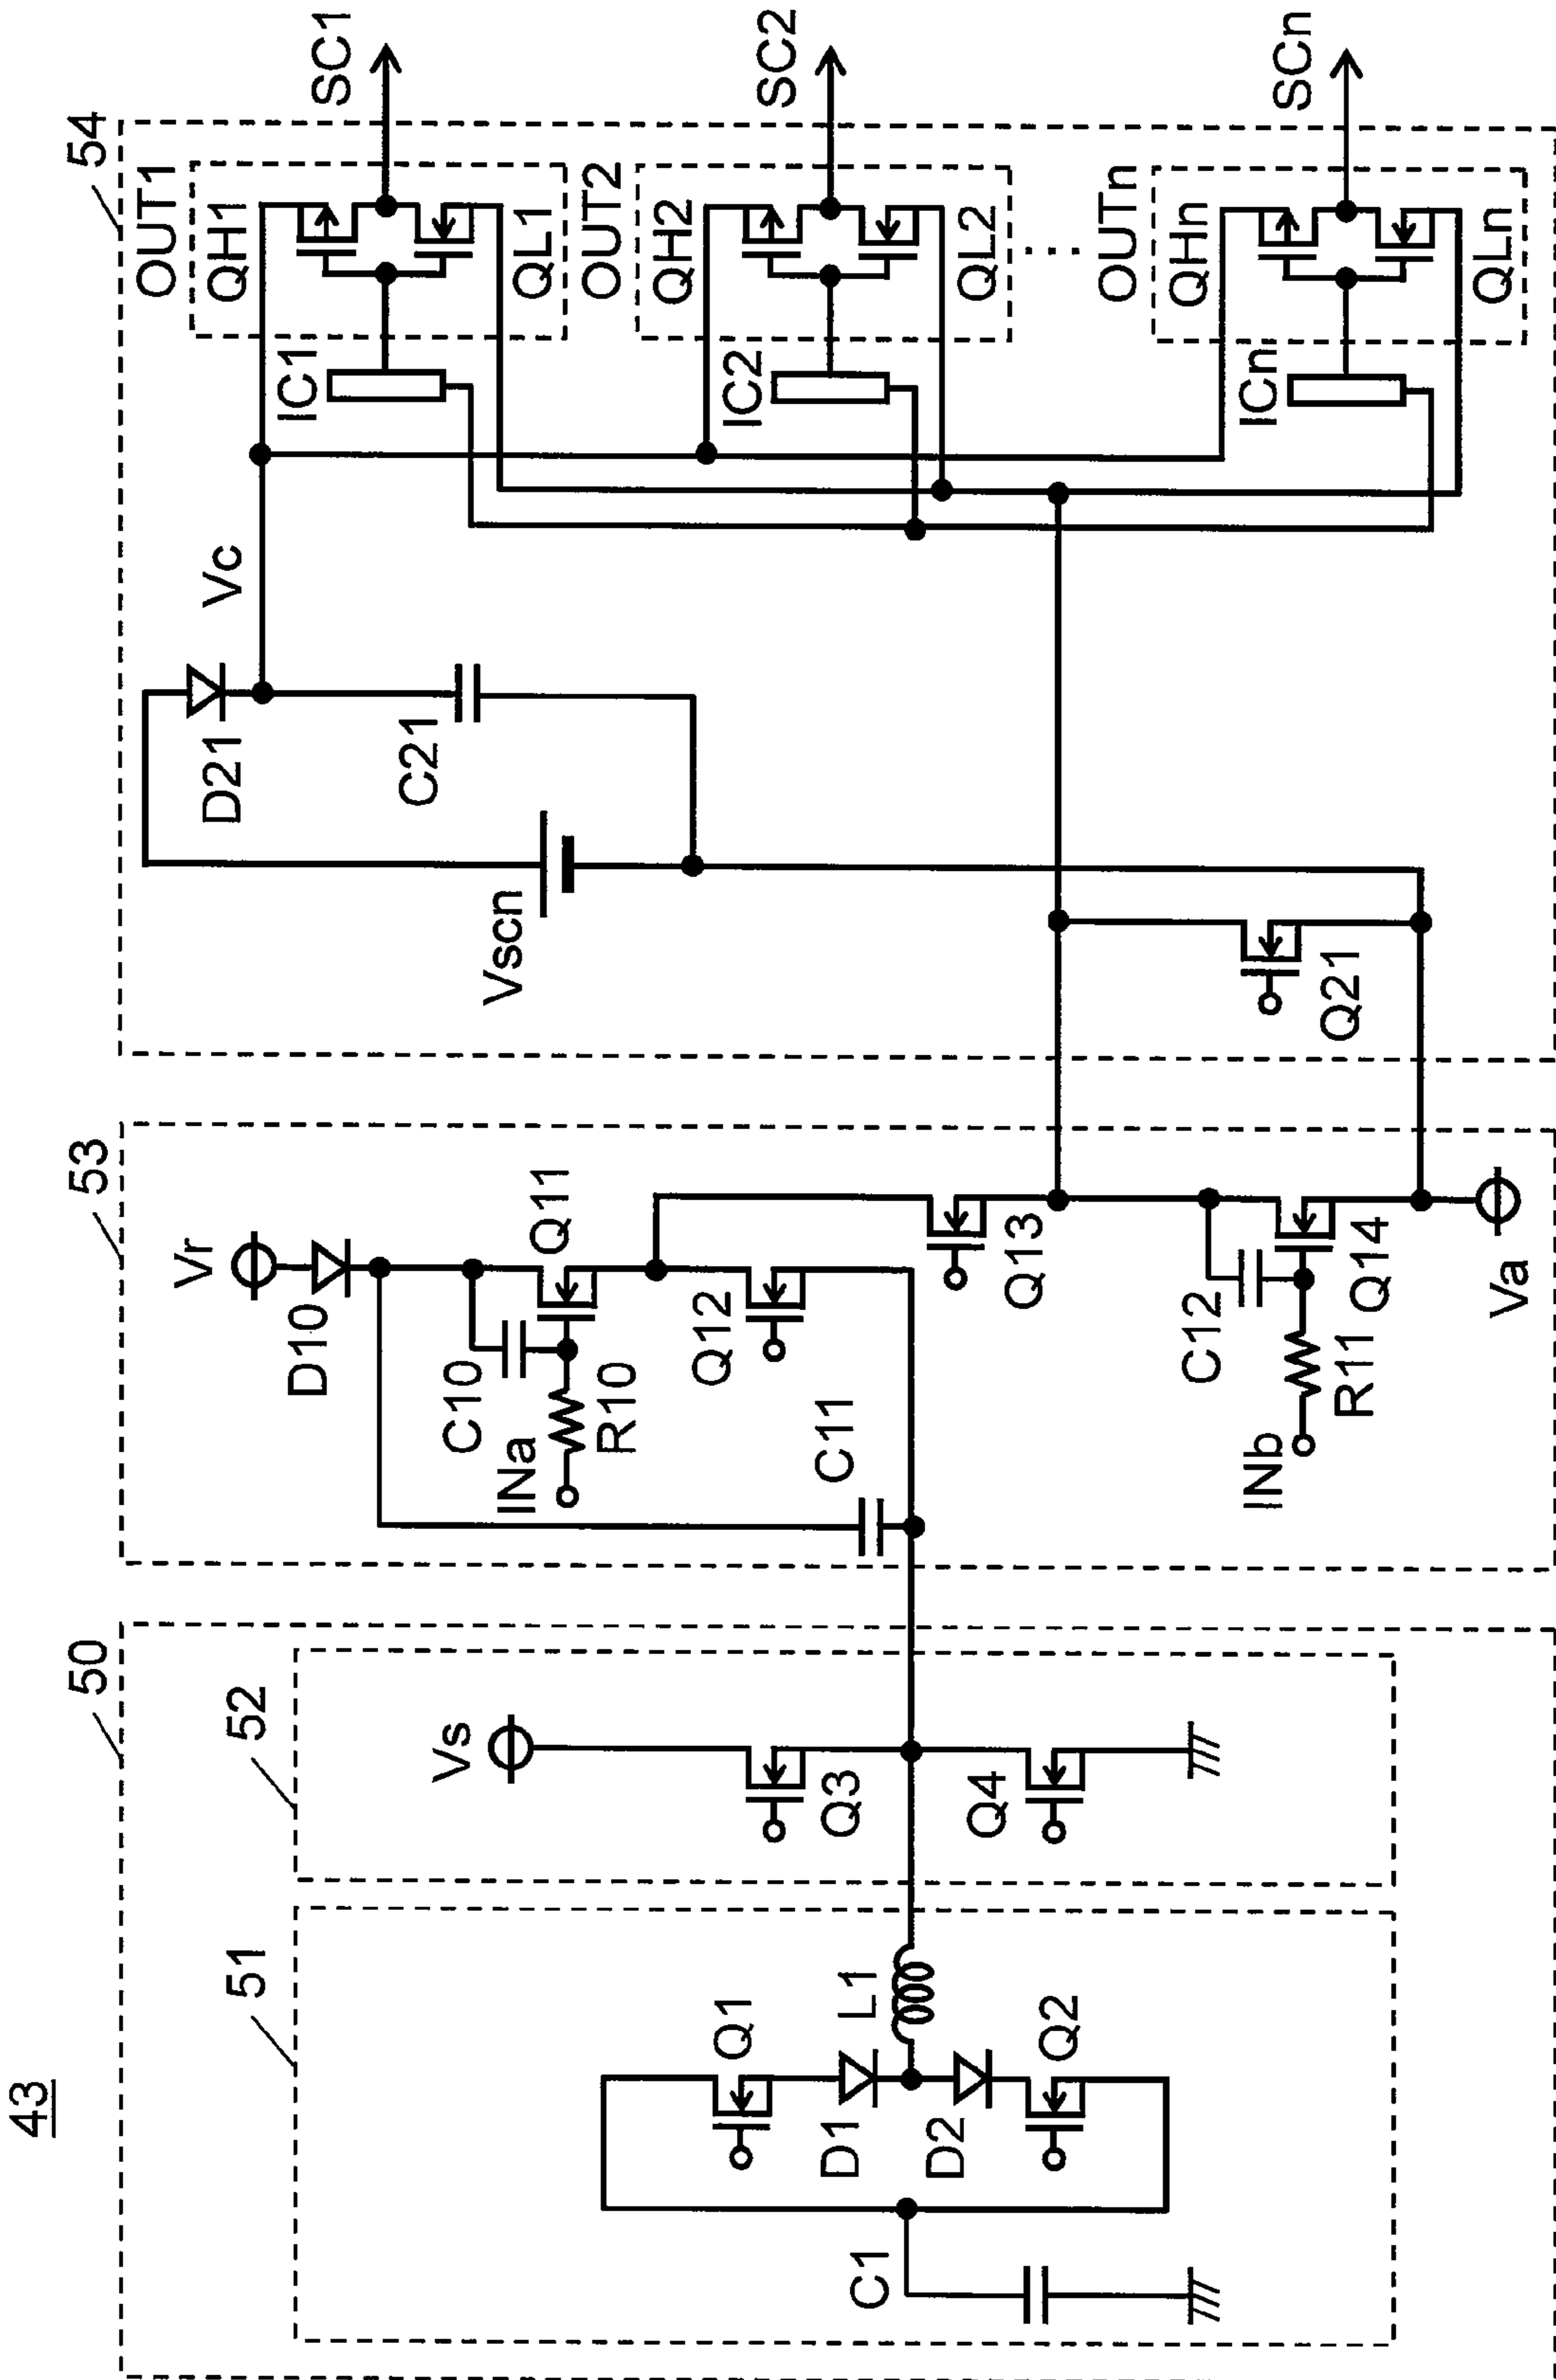 43
50
51
C1
Q1
D1
D2
Q2
L1
52
Vs
Q3
Q4
53
Vr
D10
C10
Q11
INa
R10
Q12
C11
Q13
C12
INb
R11
Q14
Va
54
D21
Vc
C21
Vscn
Q21
OUT1
QH1
IC1
QL1
SC1
OUT2
QH2
IC2
QL2
SC2
OUTn
QHn
ICn
QLn
SCn